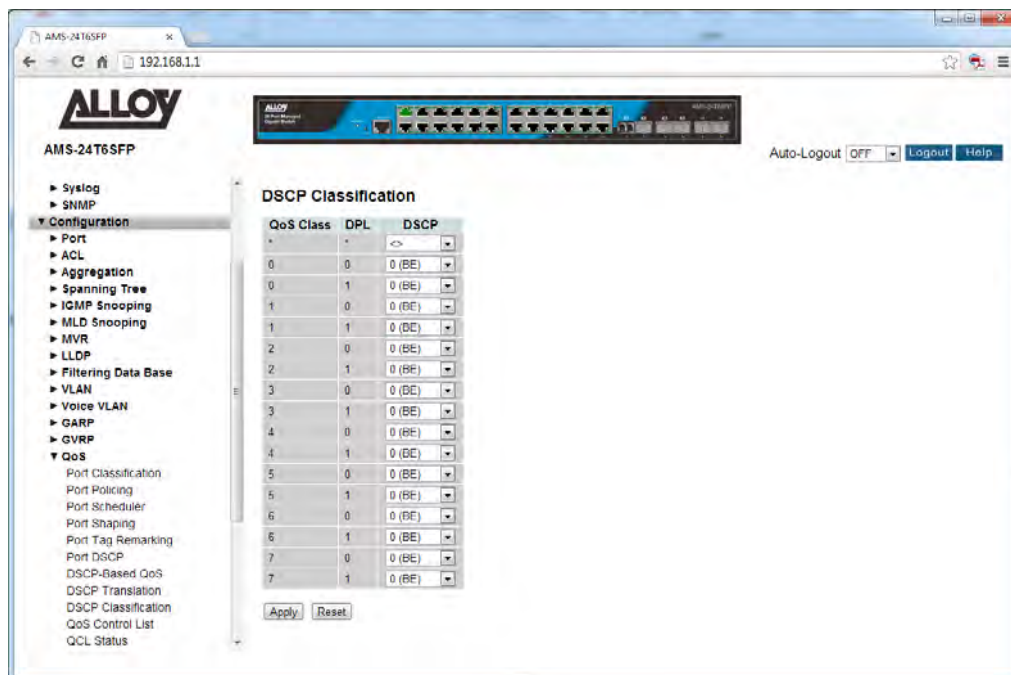 AMS-24T6SFP
192.168.1.1
ALLOY
ALLOY
AMS-24T6SFP
AMS-24T6SFP
Auto-Logout OFF Logout Help
Syslog
SNMP
Configuration
Port
ACL
Aggregation
Spanning Tree
IGMP Snooping
MLD Snooping
MVR
LLDP
Filtering Data Base
VLAN
Voice VLAN
GARP
GVRP
QoS
Port Classification
Port Policing
Port Scheduler
Port Shaping
Port Tag Remarking
Port DSCP
DSCP-Based QoS
DSCP Translation
DSCP Classification
QoS Control List
QCL Status
DSCP Classification
QoS Class DPL DSCP
* * <>
0 0 0 (BE)
0 1 0 (BE)
1 0 0 (BE)
1 1 0 (BE)
2 0 0 (BE)
2 1 0 (BE)
3 0 0 (BE)
3 1 0 (BE)
4 0 0 (BE)
4 1 0 (BE)
5 0 0 (BE)
5 1 0 (BE)
6 0 0 (BE)
6 1 0 (BE)
7 0 0 (BE)
7 1 0 (BE)
Apply Reset